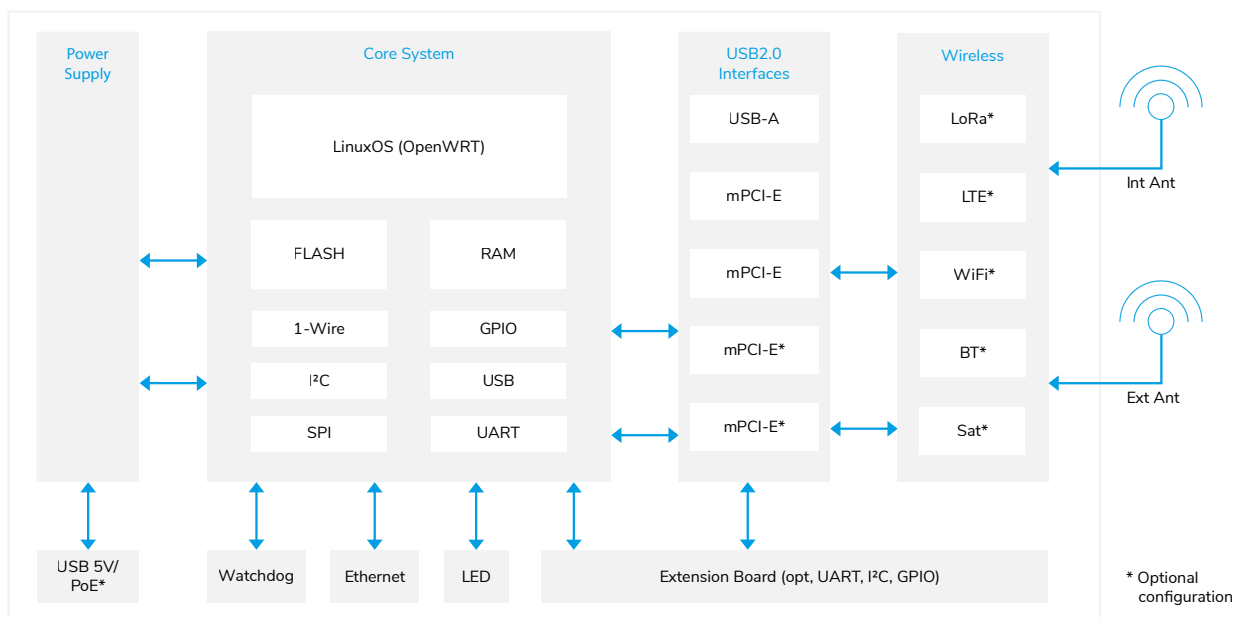 Power
Supply
Core System
USB2.0
Interfaces
Wireless
LinuxOS (OpenWRT)
USB-A
LoRa*
mPCI-E
LTE*
Int Ant
FLASH
RAM
mPCI-E
WiFi*
1-Wire
GPIO
mPCI-E*
BT*
I²C
USB
Ext Ant
SPI
UART
mPCI-E*
Sat*
USB 5V/
PoE*
Watchdog
Ethernet
LED
Extension Board (opt, UART, I²C, GPIO)
* Optional
configuration